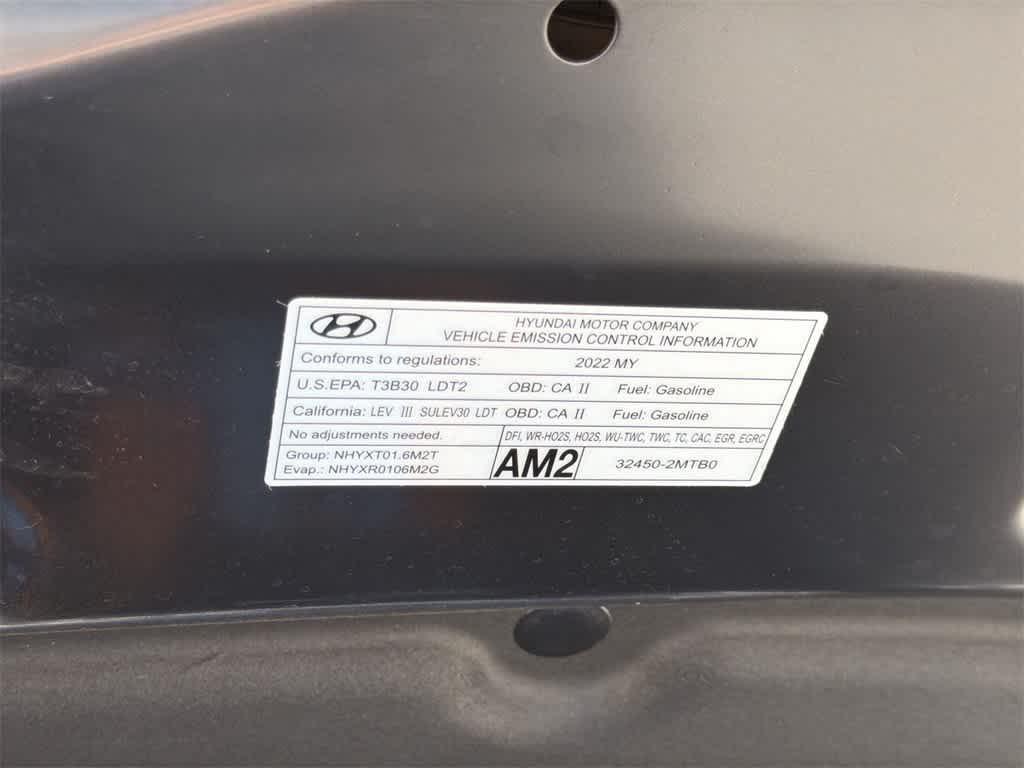 HYUNDAI MOTOR COMPANY
VEHICLE EMISSION CONTROL INFORMATION
Conforms to regulations: 2022 MY
U.S.EPA: T3B30 LDT2 OBD: CA II Fuel: Gasoline
California: LEV III SULEV30 LDT OBD: CA II Fuel: Gasoline
No adjustments needed. DFI, WR-HO2S, HO2S, WU-TWC, TWC, TC, CAC, EGR, EGRC
Group: NHYXT01.6M2T
Evap.: NHYXR0106M2G
AM2 32450-2MTB0